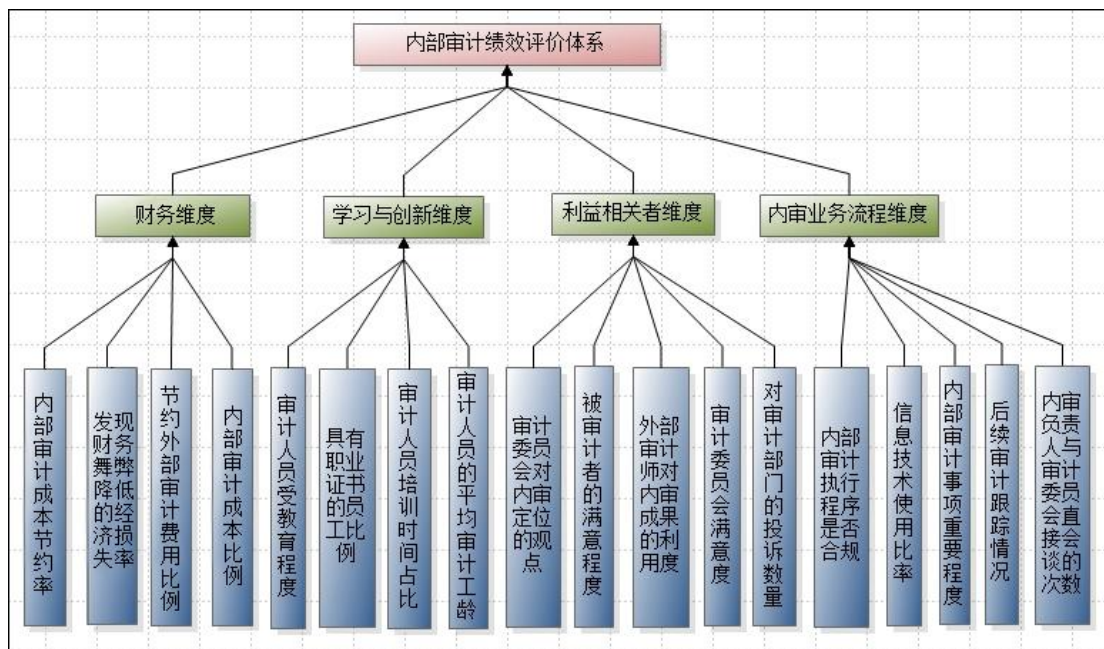 内部审计绩效评价体系
财务维度
学习与创新维度
利益相关者维度
内审业务流程维度
内部审计成本节约率
发现财务舞弊降低的经济损失率
节约外部审计费用比例
内部审计成本比例
审计人员受教育程度
具有职业证书的员工比例
审计人员培训时间占比
审计人员的平均审计工龄
审计委员会对内审定位的观点
被审计者的满意程度
外部审计师对内审成果的利用度
审计委员会满意度
对审计部门的投诉数量
内部审计执行程序是否合规
信息技术使用比率
内部审计事项重要程度
后续审计跟踪情况
内审负责人与审计委员会直接会谈的次数